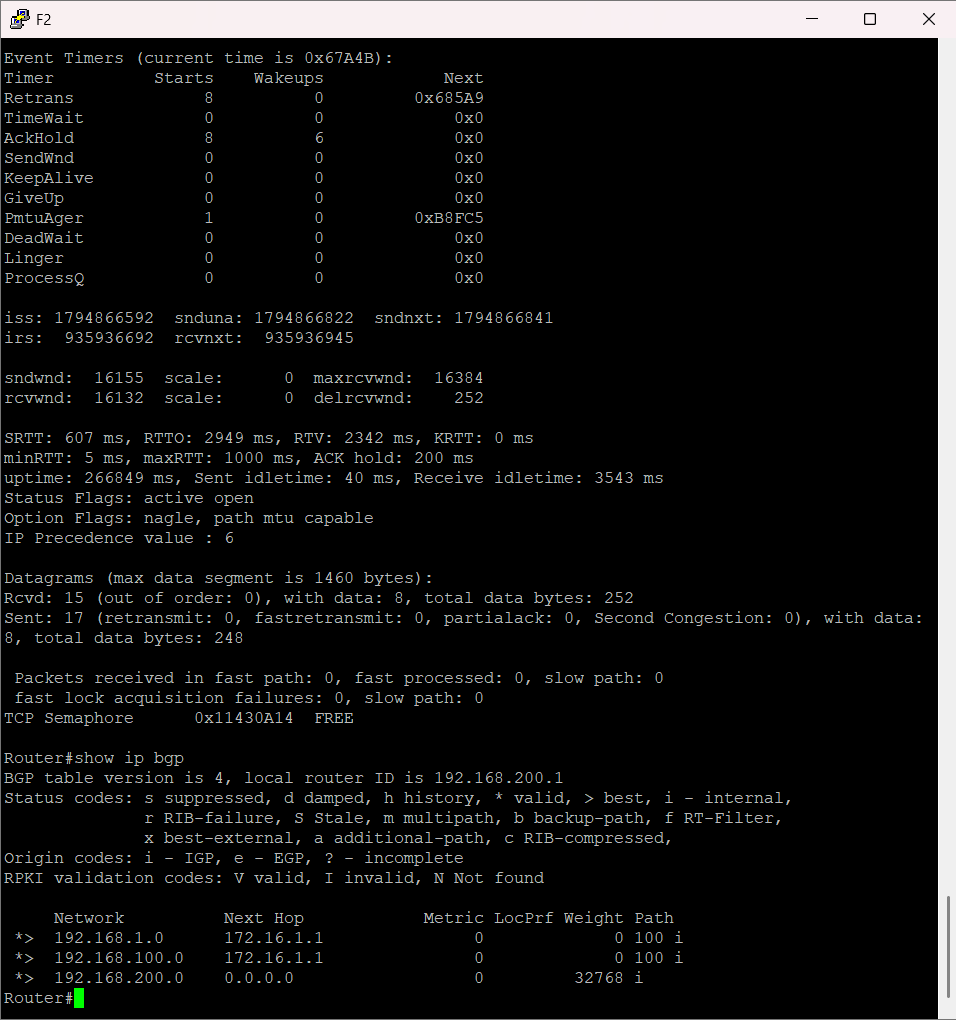 F2
Event Timers (current time is 0x67A4B):
Timer          Starts    Wakeups            Next
Retrans             8          0         0x685A9
TimeWait            0          0             0x0
AckHold             8          6             0x0
SendWnd             0          0             0x0
KeepAlive           0          0             0x0
GiveUp              0          0             0x0
PmtuAger            1          0         0xB8FC5
DeadWait            0          0             0x0
Linger              0          0             0x0
ProcessQ            0          0             0x0
iss: 1794866592  snduna: 1794866822  sndnxt: 1794866841
irs:  935936692  rcvnxt:  935936945
sndwnd:  16155  scale:      0  maxrcvwnd:  16384
rcvwnd:  16132  scale:      0  delrcvwnd:    252
SRTT: 607 ms, RTTO: 2949 ms, RTV: 2342 ms, KRTT: 0 ms
minRTT: 5 ms, maxRTT: 1000 ms, ACK hold: 200 ms
uptime: 266849 ms, Sent idletime: 40 ms, Receive idletime: 3543 ms
Status Flags: active open
Option Flags: nagle, path mtu capable
IP Precedence value : 6
Datagrams (max data segment is 1460 bytes):
Rcvd: 15 (out of order: 0), with data: 8, total data bytes: 252
Sent: 17 (retransmit: 0, fastretransmit: 0, partialack: 0, Second Congestion: 0), with data:
8, total data bytes: 248
 Packets received in fast path: 0, fast processed: 0, slow path: 0
 fast lock acquisition failures: 0, slow path: 0
TCP Semaphore      0x11430A14  FREE
Router#show ip bgp
BGP table version is 4, local router ID is 192.168.200.1
Status codes: s suppressed, d damped, h history, * valid, > best, i - internal,
              r RIB-failure, S Stale, m multipath, b backup-path, f RT-Filter,
              x best-external, a additional-path, c RIB-compressed,
Origin codes: i - IGP, e - EGP, ? - incomplete
RPKI validation codes: V valid, I invalid, N Not found
     Network          Next Hop            Metric LocPrf Weight Path
 *>  192.168.1.0      172.16.1.1               0             0 100 i
 *>  192.168.100.0    172.16.1.1               0             0 100 i
 *>  192.168.200.0    0.0.0.0                  0         32768 i
Router#